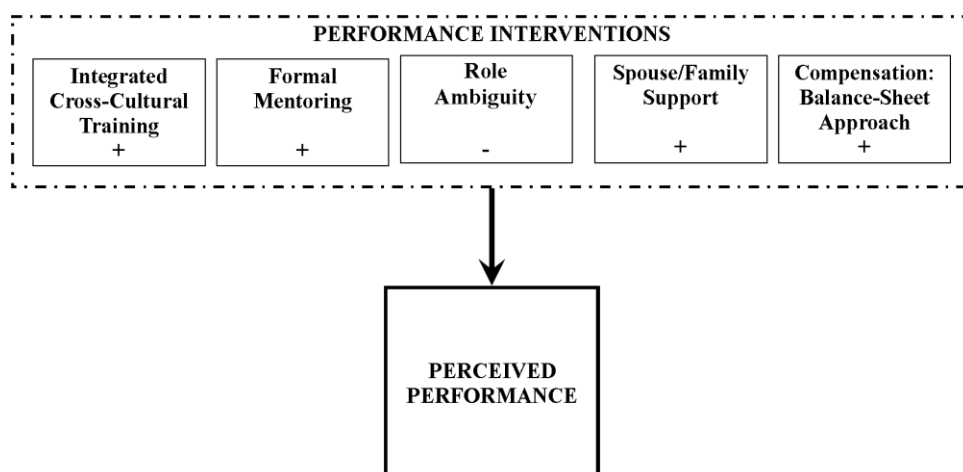 PERFORMANCE INTERVENTIONS
Integrated
Cross-Cultural
Training
+
Formal
Mentoring
+
Role
Ambiguity
-
Spouse/Family
Support
+
Compensation:
Balance-Sheet
Approach
+
PERCEIVED
PERFORMANCE